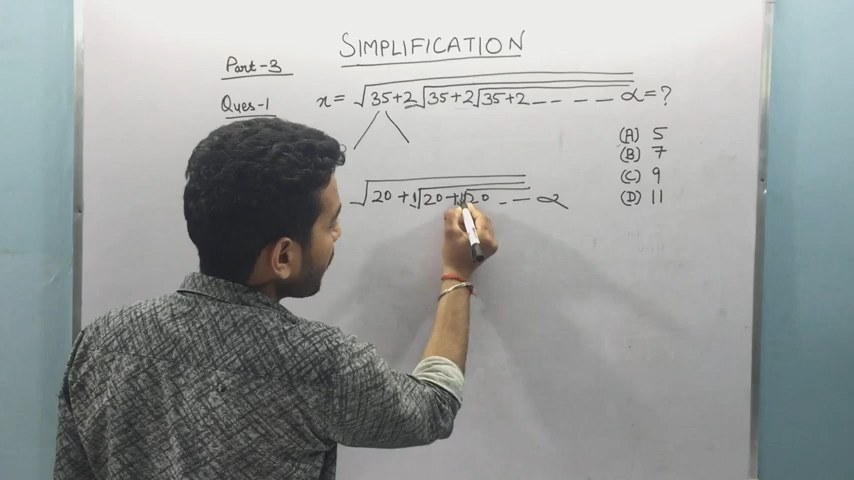 SIMPLIFICATION
Part-3
Ques-1 x = √35+2√35+2√35+2---- α = ?
(A) 5
(B) 7
(C) 9
(D) 11
√20+1√20+1√20 -- α